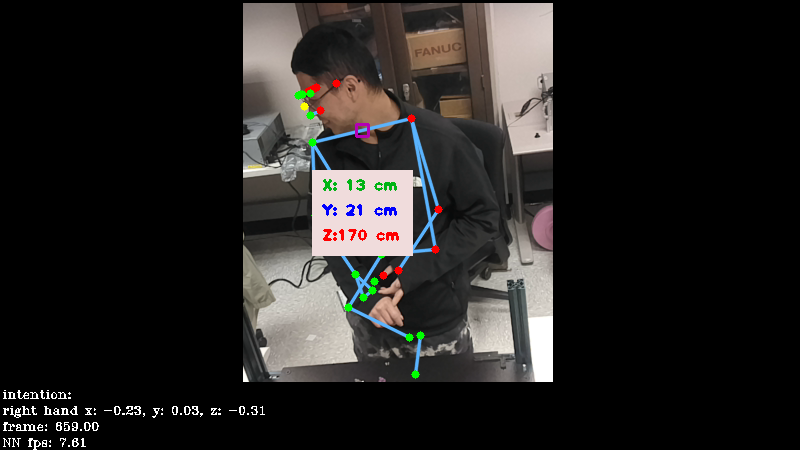 FANUC
X: 13 cm
Y: 21 cm
Z:170 cm
intention:
right hand x: -0.23, y: 0.03, z: -0.31
frame: 659.00
NN fps: 7.61